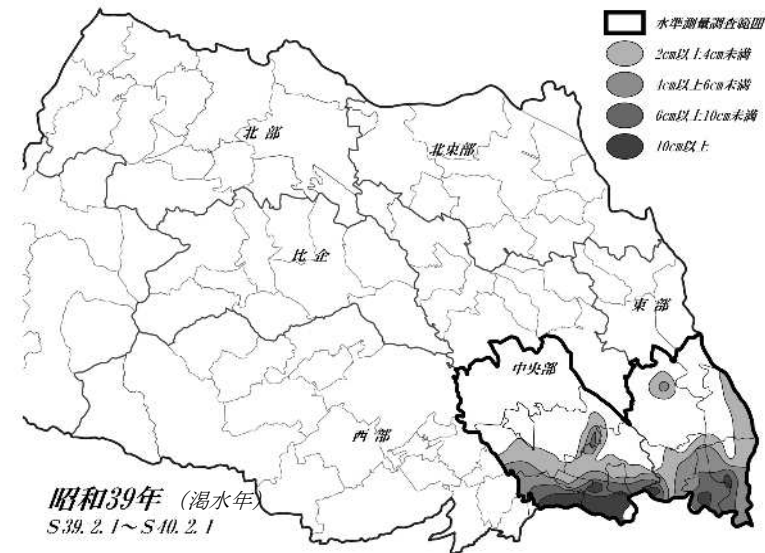 水準測量調査範囲
2cm以上4cm未満
4cm以上6cm未満
6cm以上10cm未満
10cm以上
北部
北東部
比企
東部
中央部
西部
昭和39年 (渇水年)
S39.2.1～S40.2.1